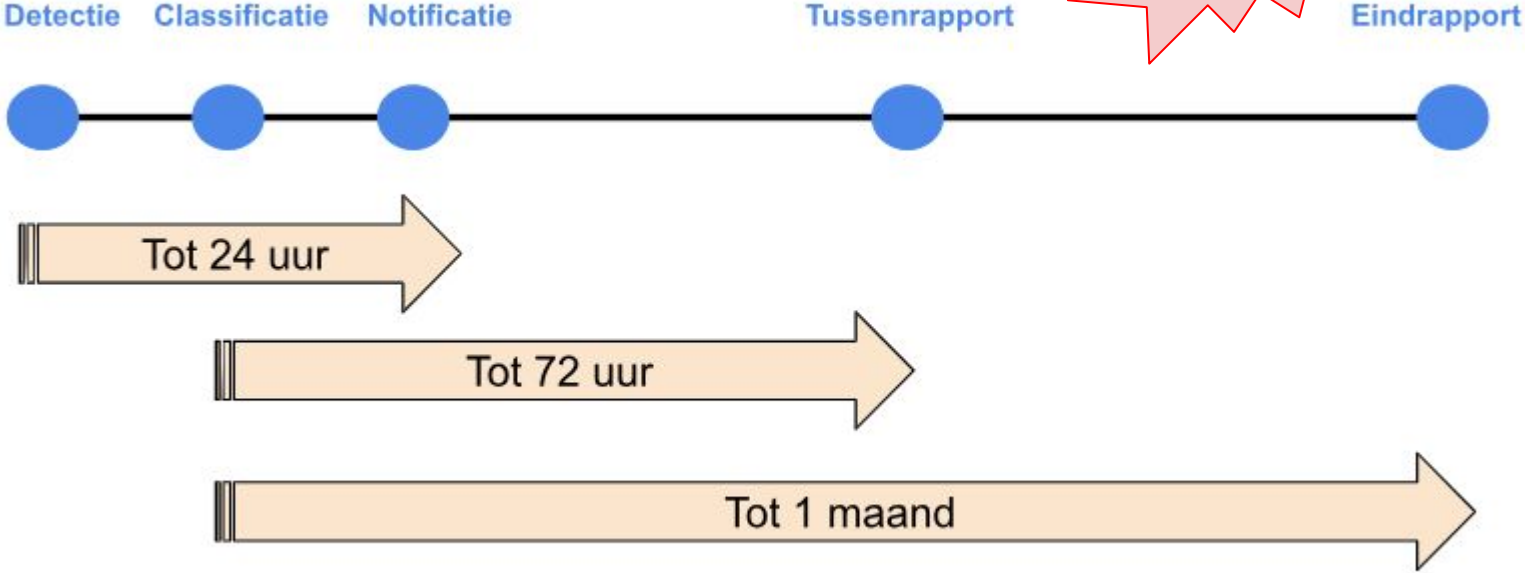 Detectie Classificatie Notificatie Tussenrapport Eindrapport
Tot 24 uur
Tot 72 uur
Tot 1 maand